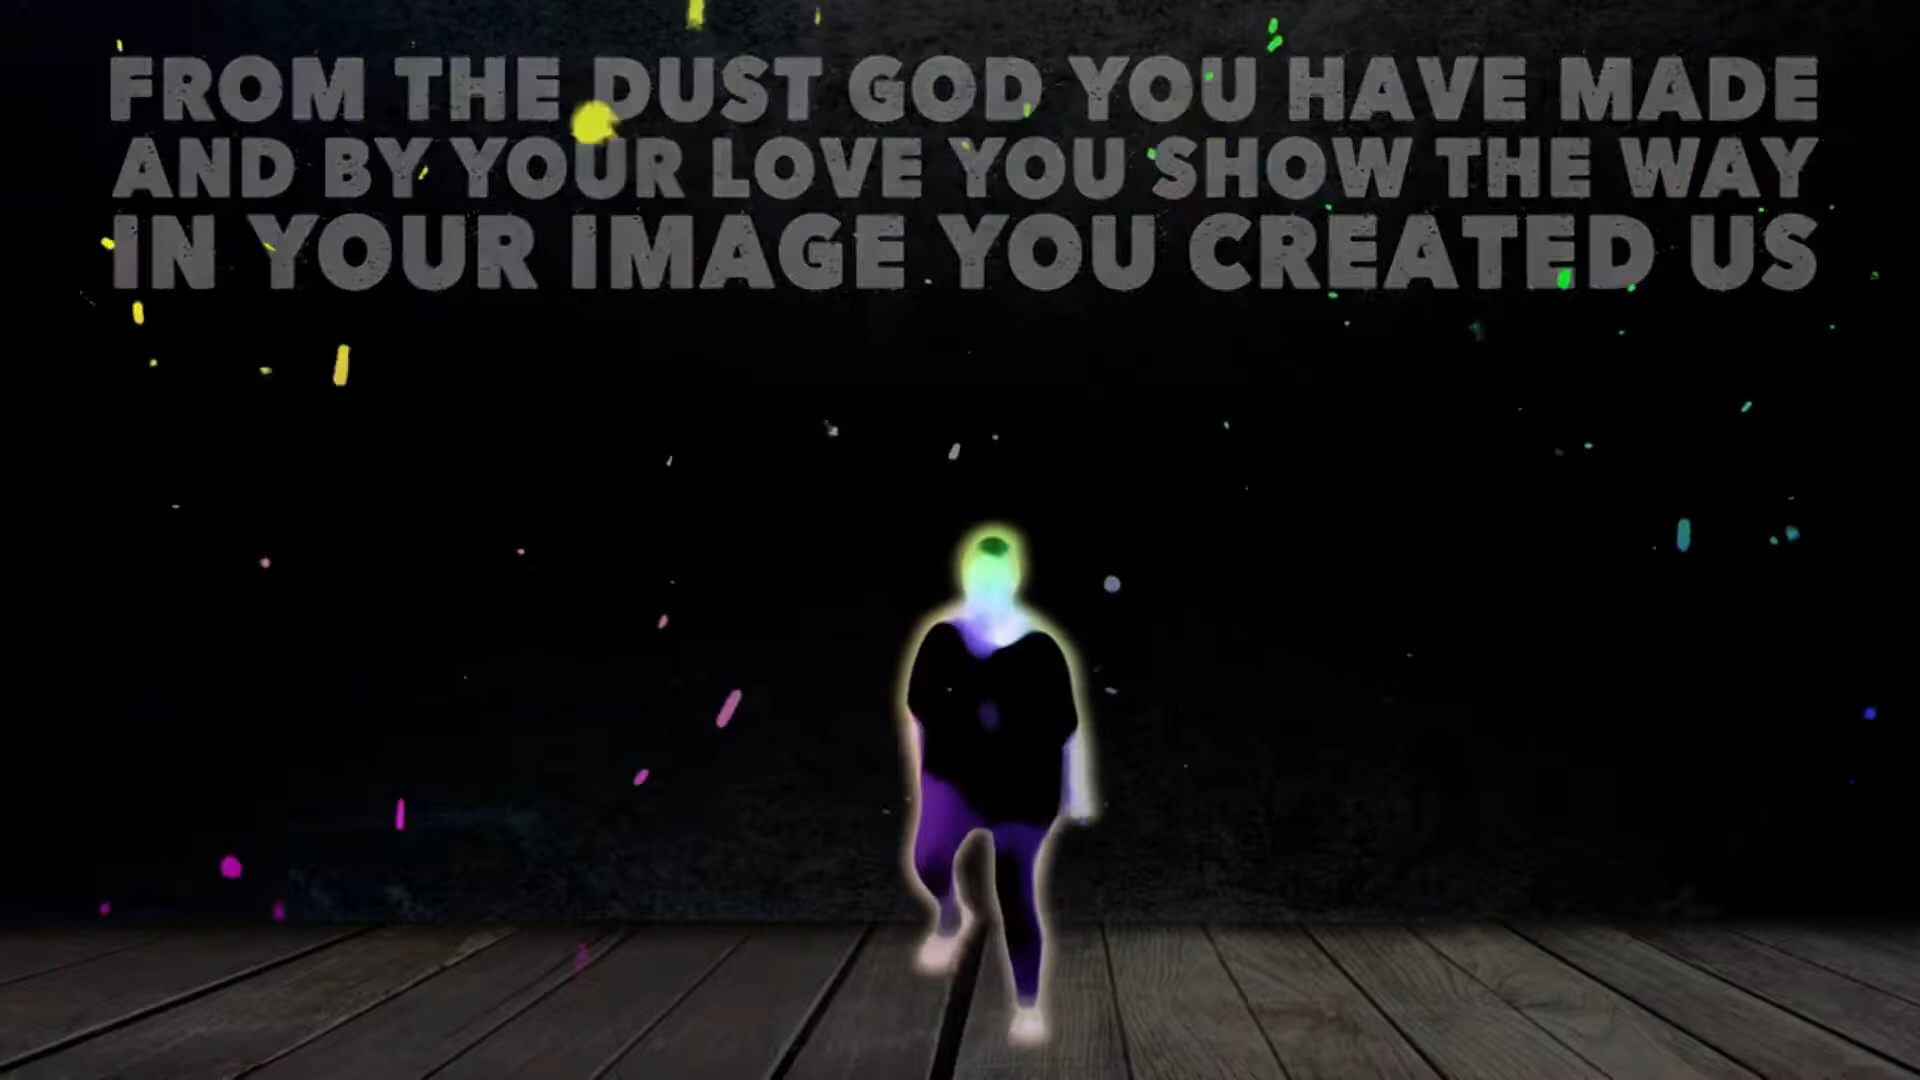 FROM THE DUST GOD YOU HAVE MADE
AND BY YOUR LOVE YOU SHOW THE WAY
IN YOUR IMAGE YOU CREATED US